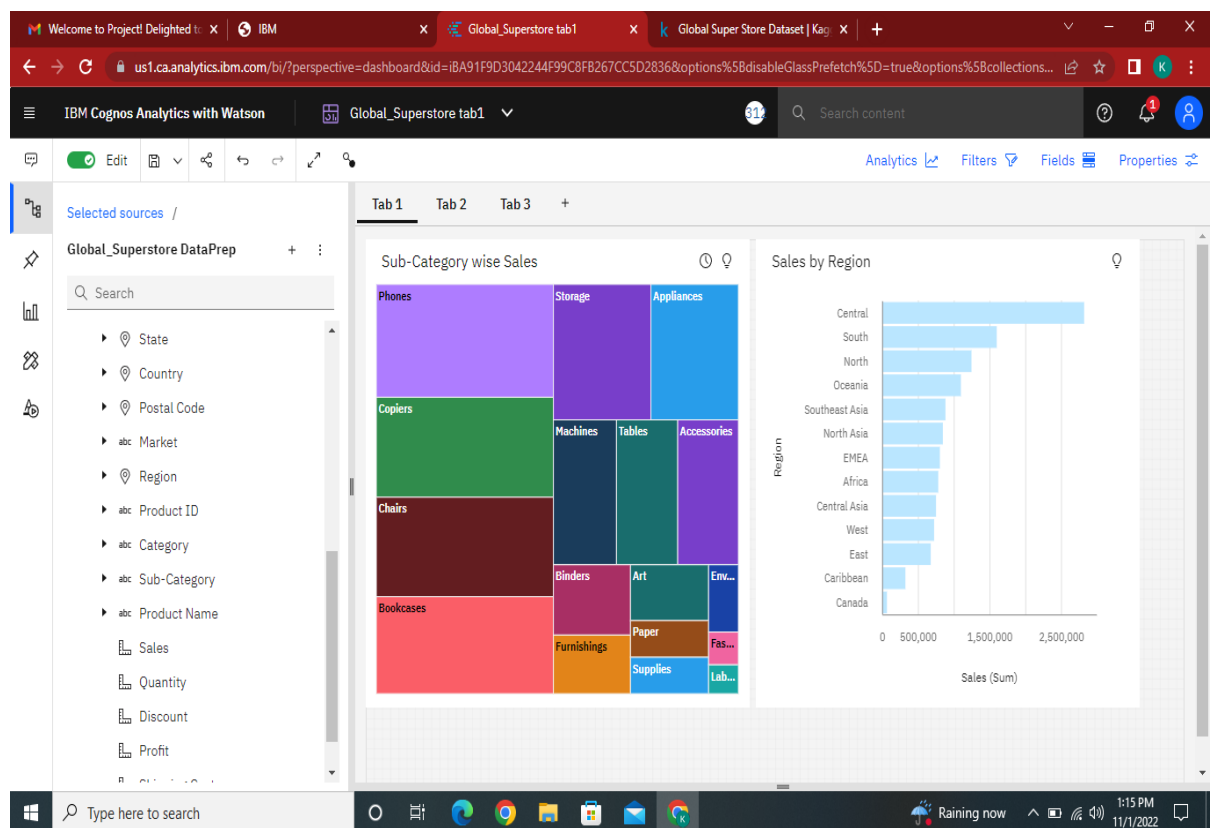 Welcome to Project! Delighted to
IBM
Global_Superstore tab1
Global Super Store Dataset | Kag
us1.ca.analytics.ibm.com/bi/?perspective=dashboard&id=iBA91F9D3042244F99C8FB267CC5D2836&options%5BdisableGlassPrefetch%5D=true&options%5Bcollections...
K
IBM Cognos Analytics with Watson
Global_Superstore tab1
312
Search content
1
Edit
Analytics
Filters
Fields
Properties
Selected sources /
Global_Superstore DataPrep
Search
State
Country
Postal Code
abc Market
Region
abc Product ID
abc Category
abc Sub-Category
abc Product Name
Sales
Quantity
Discount
Profit
Tab 1
Tab 2
Tab 3
+
Sub-Category wise Sales
Phones
Storage
Appliances
Copiers
Machines
Tables
Accessories
Chairs
Binders
Art
Env...
Bookcases
Paper
Furnishings
Fas...
Supplies
Lab...
Sales by Region
Region
Central
South
North
Oceania
Southeast Asia
North Asia
EMEA
Africa
Central Asia
West
East
Caribbean
Canada
0 500,000 1,500,000 2,500,000
Sales (Sum)
Type here to search
Raining now
1:15 PM
11/1/2022